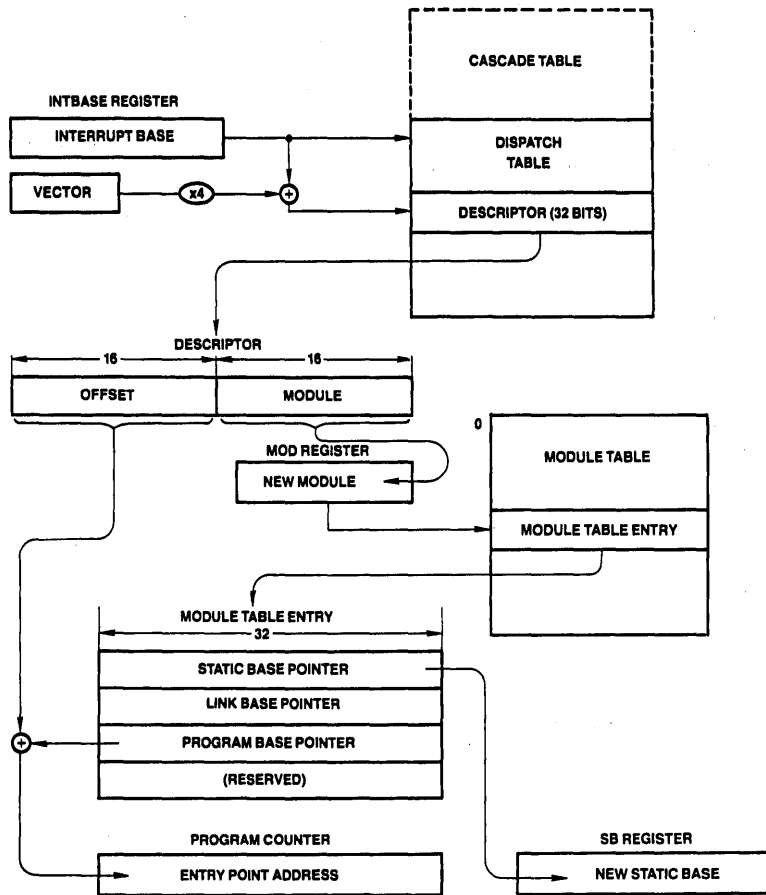 CASCADE TABLE
INTBASE REGISTER
INTERRUPT BASE
DISPATCH
TABLE
VECTOR
x4
+
DESCRIPTOR (32 BITS)
DESCRIPTOR
16
16
OFFSET
MODULE
0
MOD REGISTER
NEW MODULE
MODULE TABLE
MODULE TABLE ENTRY
MODULE TABLE ENTRY
32
STATIC BASE POINTER
LINK BASE POINTER
+
PROGRAM BASE POINTER
(RESERVED)
PROGRAM COUNTER
ENTRY POINT ADDRESS
SB REGISTER
NEW STATIC BASE